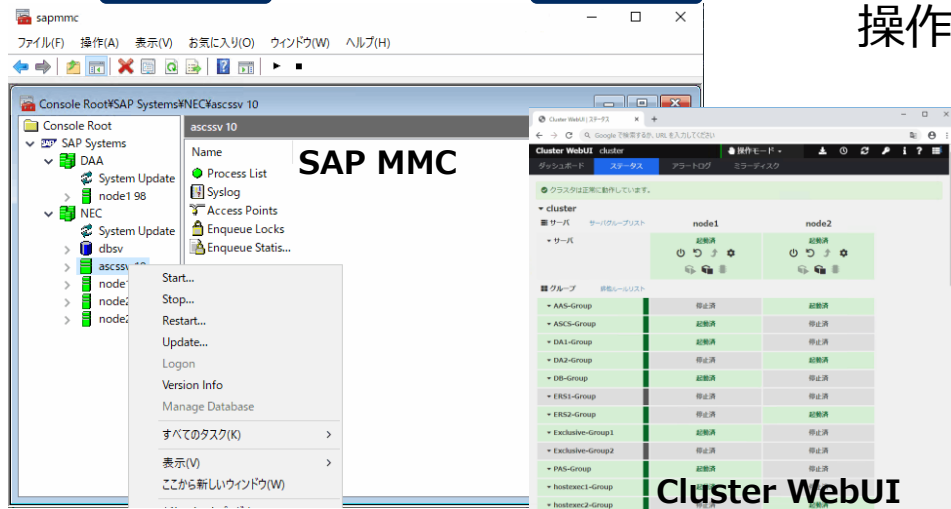 操作
sapmmc
ファイル(F) 操作(A) 表示(V) お気に入り(O) ウィンドウ(W) ヘルプ(H)
Console Root¥SAP Systems¥NEC¥ascssv 10
Console Root
SAP Systems
DAA
System Update
node1 98
NEC
System Update
dbsv
ascssv 10
node1
node2
node2
ascssv 10
Name
Process List
Syslog
Access Points
Enqueue Locks
Enqueue Statis...
SAP MMC
Start...
Stop...
Restart...
Update...
Logon
Version Info
Manage Database
すべてのタスク(K)
表示(V)
ここから新しいウィンドウ(W)
Cluster WebUI | ステータス
Google で検索するか、URL を入力してください
Cluster WebUI cluster 操作モード
ダッシュボード ステータス アラートログ ミラーディスク
クラスタは正常に動作しています。
cluster
サーバ サーバグループリスト node1 node2
サーバ 起動済 起動済
グループ 排他ルールリスト
AAS-Group 停止済 起動済
ASCS-Group 起動済 停止済
DA1-Group 起動済 停止済
DA2-Group 停止済 起動済
DB-Group 起動済 停止済
ERS1-Group 停止済 停止済
ERS2-Group 停止済 起動済
Exclusive-Group1 起動済 停止済
Exclusive-Group2 停止済 停止済
PAS-Group 起動済 停止済
hostexec1-Group
hostexec2-Group
Cluster WebUI